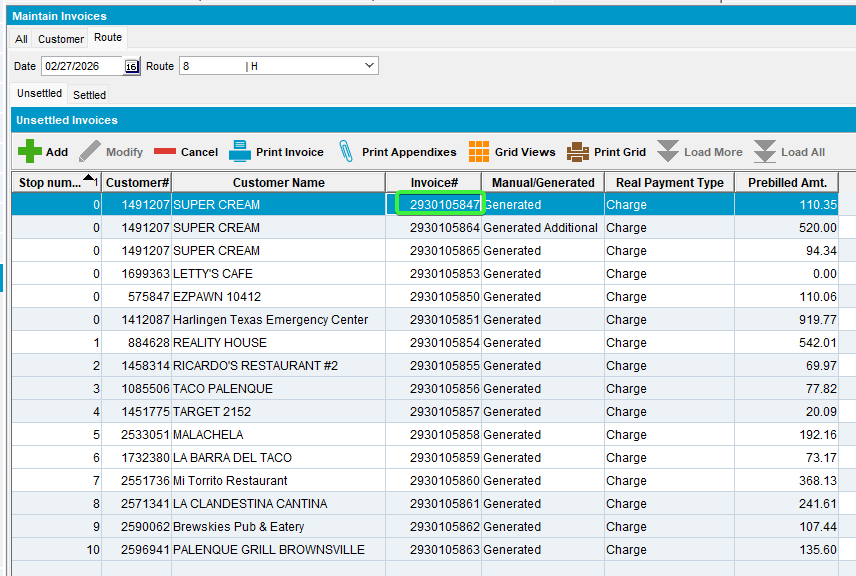 Maintain Invoices
All Customer Route
Date 02/27/2026 16 Route 8 | H
Unsettled Settled
Unsettled Invoices
Add Modify Cancel Print Invoice Print Appendixes Grid Views Print Grid Load More Load All
Stop num... 1 Customer# Customer Name Invoice# Manual/Generated Real Payment Type Prebilled Amt.
0 1491207 SUPER CREAM 2930105847 Generated Charge 110.35
0 1491207 SUPER CREAM 2930105864 Generated Additional Charge 520.00
0 1491207 SUPER CREAM 2930105865 Generated Charge 94.34
0 1699363 LETTY'S CAFE 2930105853 Generated Charge 0.00
0 575847 EZPAWN 10412 2930105850 Generated Charge 110.06
0 1412087 Harlingen Texas Emergency Center 2930105851 Generated Charge 919.77
1 884628 REALITY HOUSE 2930105854 Generated Charge 542.01
2 1458314 RICARDO'S RESTAURANT #2 2930105855 Generated Charge 69.97
3 1085506 TACO PALENQUE 2930105856 Generated Charge 77.82
4 1451775 TARGET 2152 2930105857 Generated Charge 20.09
5 2533051 MALACHELA 2930105858 Generated Charge 192.16
6 1732380 LA BARRA DEL TACO 2930105859 Generated Charge 73.17
7 2551736 Mi Torrito Restaurant 2930105860 Generated Charge 368.13
8 2571341 LA CLANDESTINA CANTINA 2930105861 Generated Charge 241.61
9 2590062 Brewskies Pub & Eatery 2930105862 Generated Charge 107.44
10 2596941 PALENQUE GRILL BROWNSVILLE 2930105863 Generated Charge 135.60